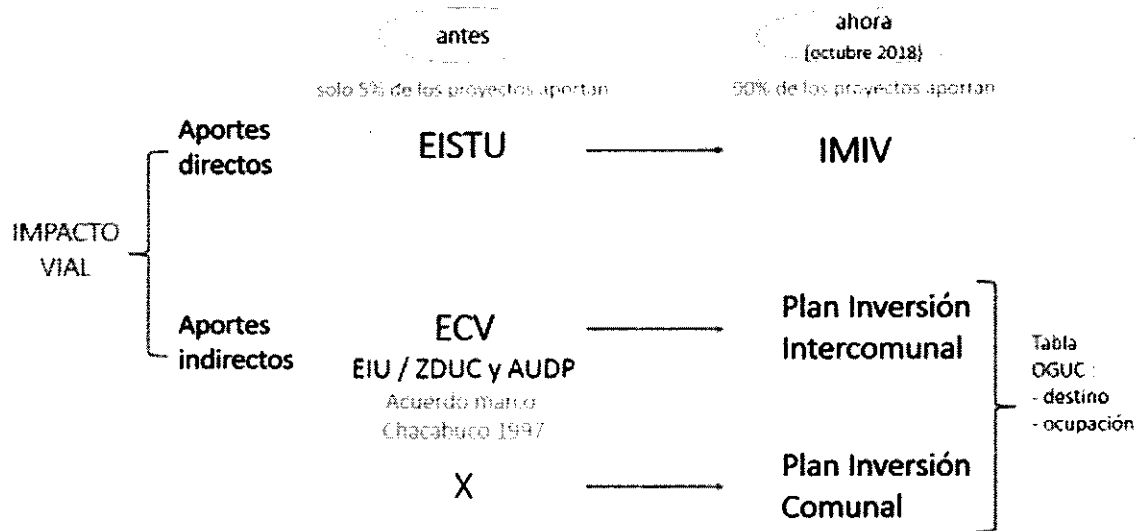 antes
ahora
(octubre 2018)
solo 5% de los proyectos aportan
90% de los proyectos aportan
Aportes
directos
EISTU
IMIV
IMPACTO
VIAL
Aportes
indirectos
ECV
EIU / ZDUC y AUDP
Acuerdo marco
Chacabuco 1997
Plan Inversión
Intercomunal
Tabla
OGUC :
- destino
- ocupación
X
Plan Inversión
Comunal